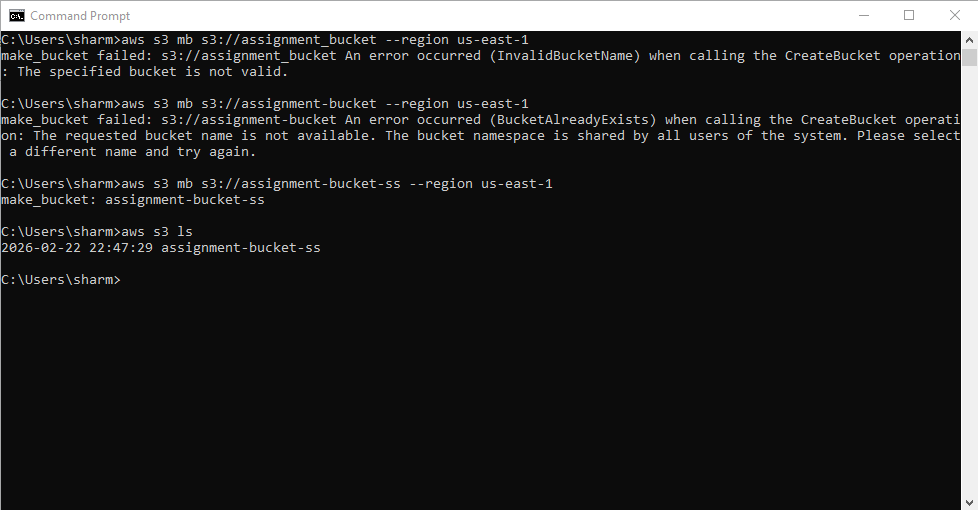 Command Prompt
C:\Users\sharm>aws s3 mb s3://assignment_bucket --region us-east-1
make_bucket failed: s3://assignment_bucket An error occurred (InvalidBucketName) when calling the CreateBucket operation
: The specified bucket is not valid.
C:\Users\sharm>aws s3 mb s3://assignment-bucket --region us-east-1
make_bucket failed: s3://assignment-bucket An error occurred (BucketAlreadyExists) when calling the CreateBucket operati
on: The requested bucket name is not available. The bucket namespace is shared by all users of the system. Please select
 a different name and try again.
C:\Users\sharm>aws s3 mb s3://assignment-bucket-ss --region us-east-1
make_bucket: assignment-bucket-ss
C:\Users\sharm>aws s3 ls
2026-02-22 22:47:29 assignment-bucket-ss
C:\Users\sharm>